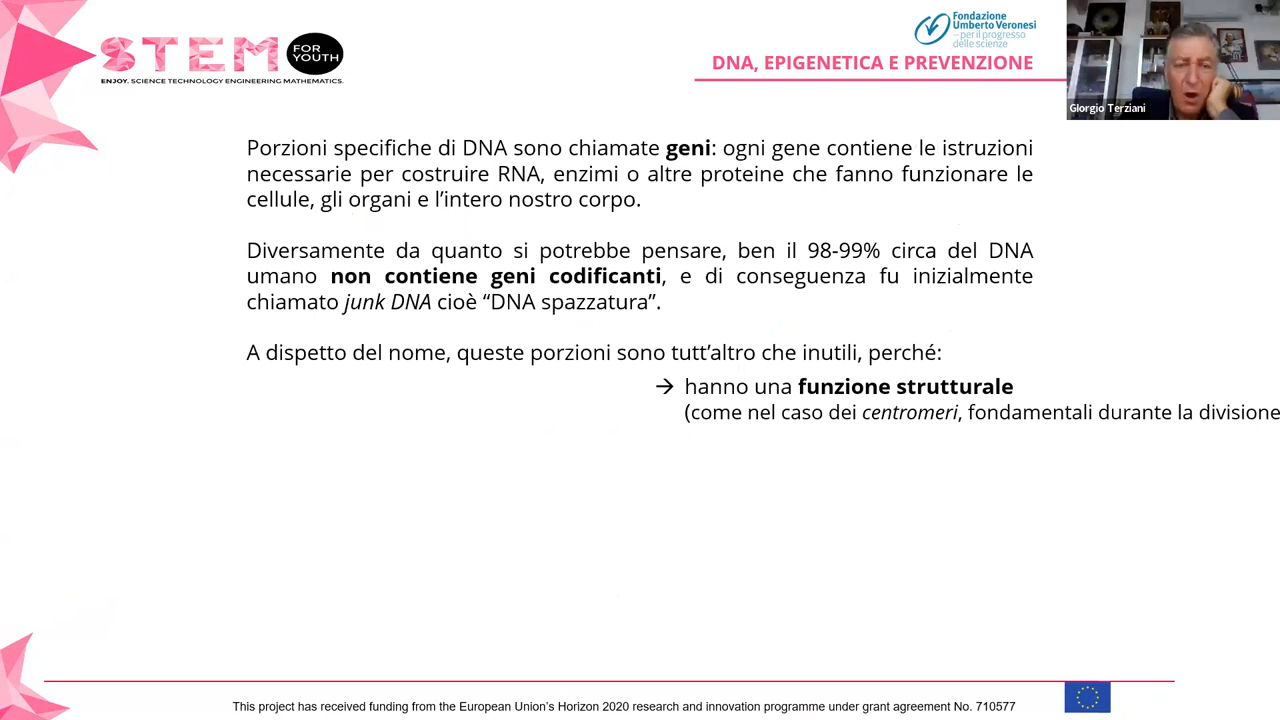 STEM FOR YOUTH
ENJOY. SCIENCE TECHNOLOGY ENGINEERING MATHEMATICS.
Fondazione
Umberto Veronesi
– per il progresso
delle scienze
DNA, EPIGENETICA E PREVENZIONE
GIorgio Terziani
Porzioni specifiche di DNA sono chiamate geni: ogni gene contiene le istruzioni
necessarie per costruire RNA, enzimi o altre proteine che fanno funzionare le
cellule, gli organi e l’intero nostro corpo.
Diversamente da quanto si potrebbe pensare, ben il 98-99% circa del DNA
umano non contiene geni codificanti, e di conseguenza fu inizialmente
chiamato junk DNA cioè “DNA spazzatura”.
A dispetto del nome, queste porzioni sono tutt’altro che inutili, perché:
→ hanno una funzione strutturale
(come nel caso dei centromeri, fondamentali durante la divisione
This project has received funding from the European Union’s Horizon 2020 research and innovation programme under grant agreement No. 710577